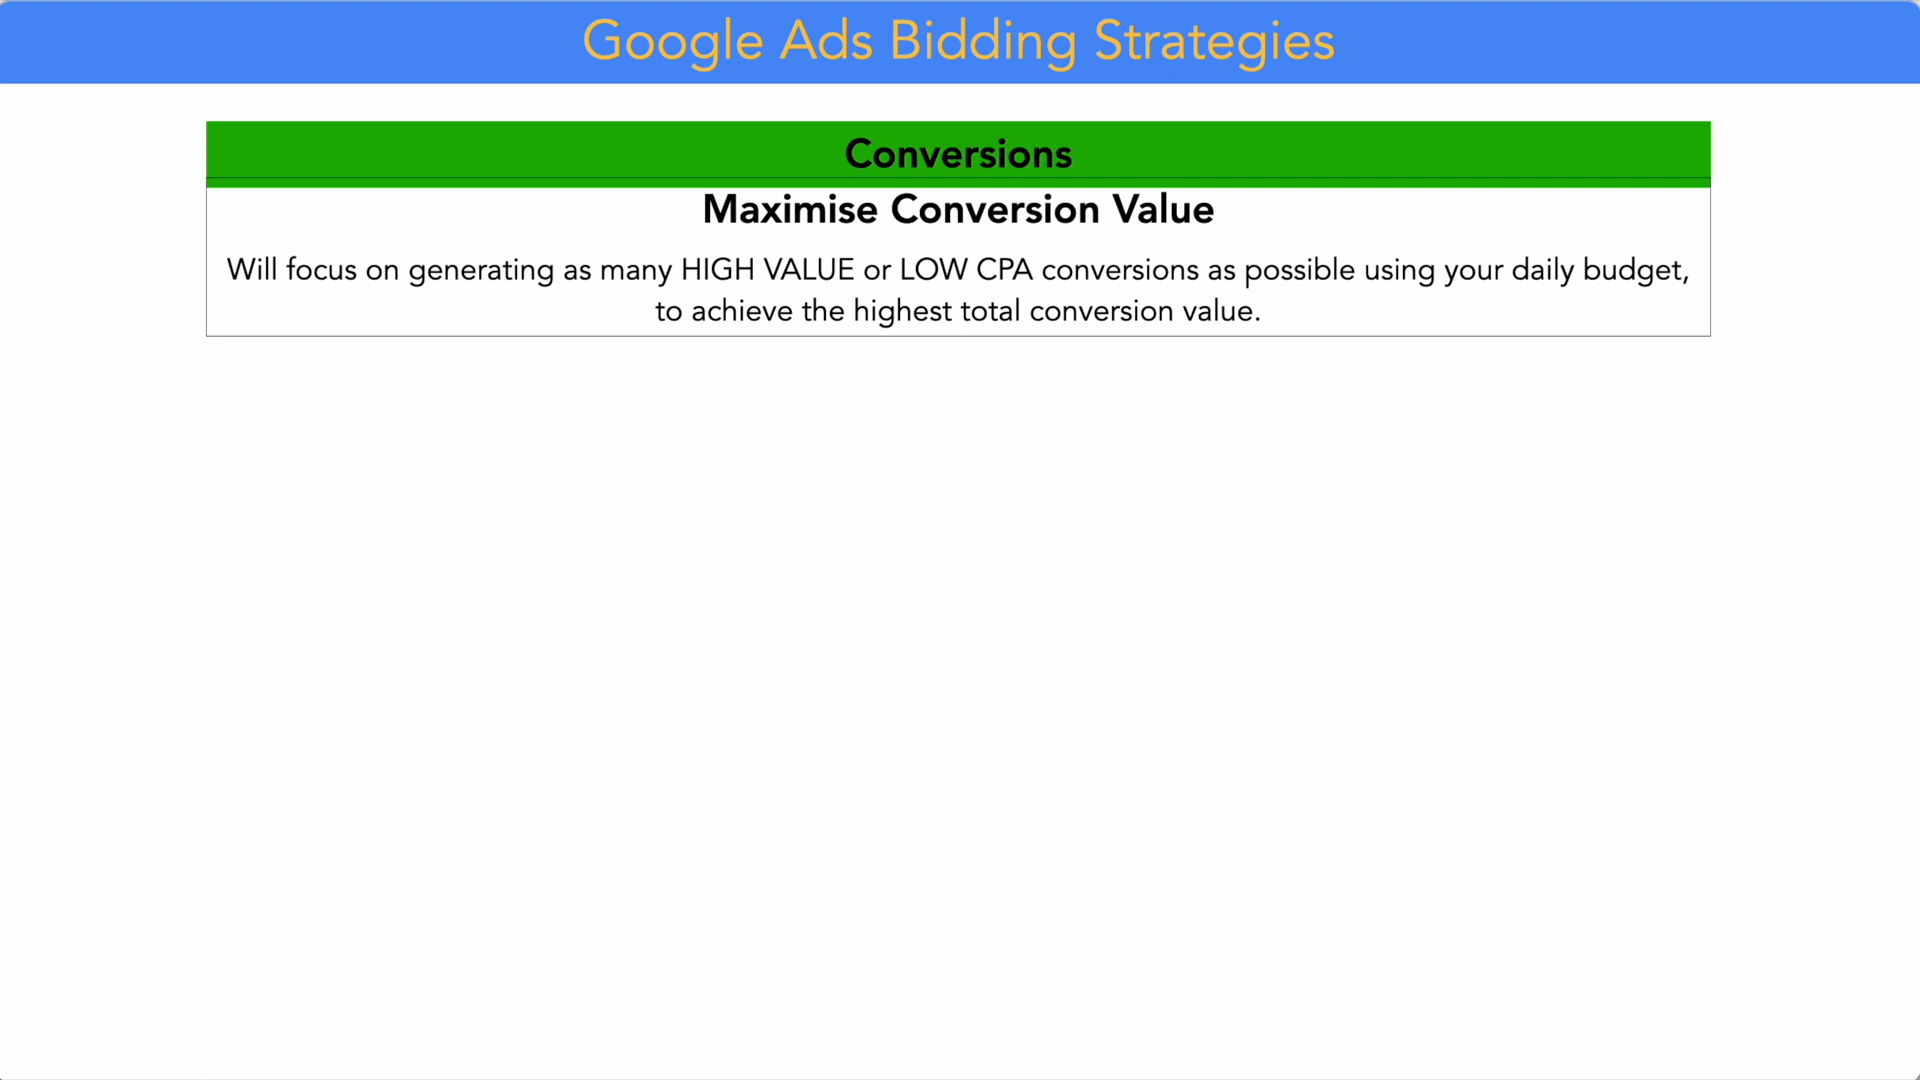 Google Ads Bidding Strategies
Conversions
Maximise Conversion Value
Will focus on generating as many HIGH VALUE or LOW CPA conversions as possible using your daily budget,
to achieve the highest total conversion value.